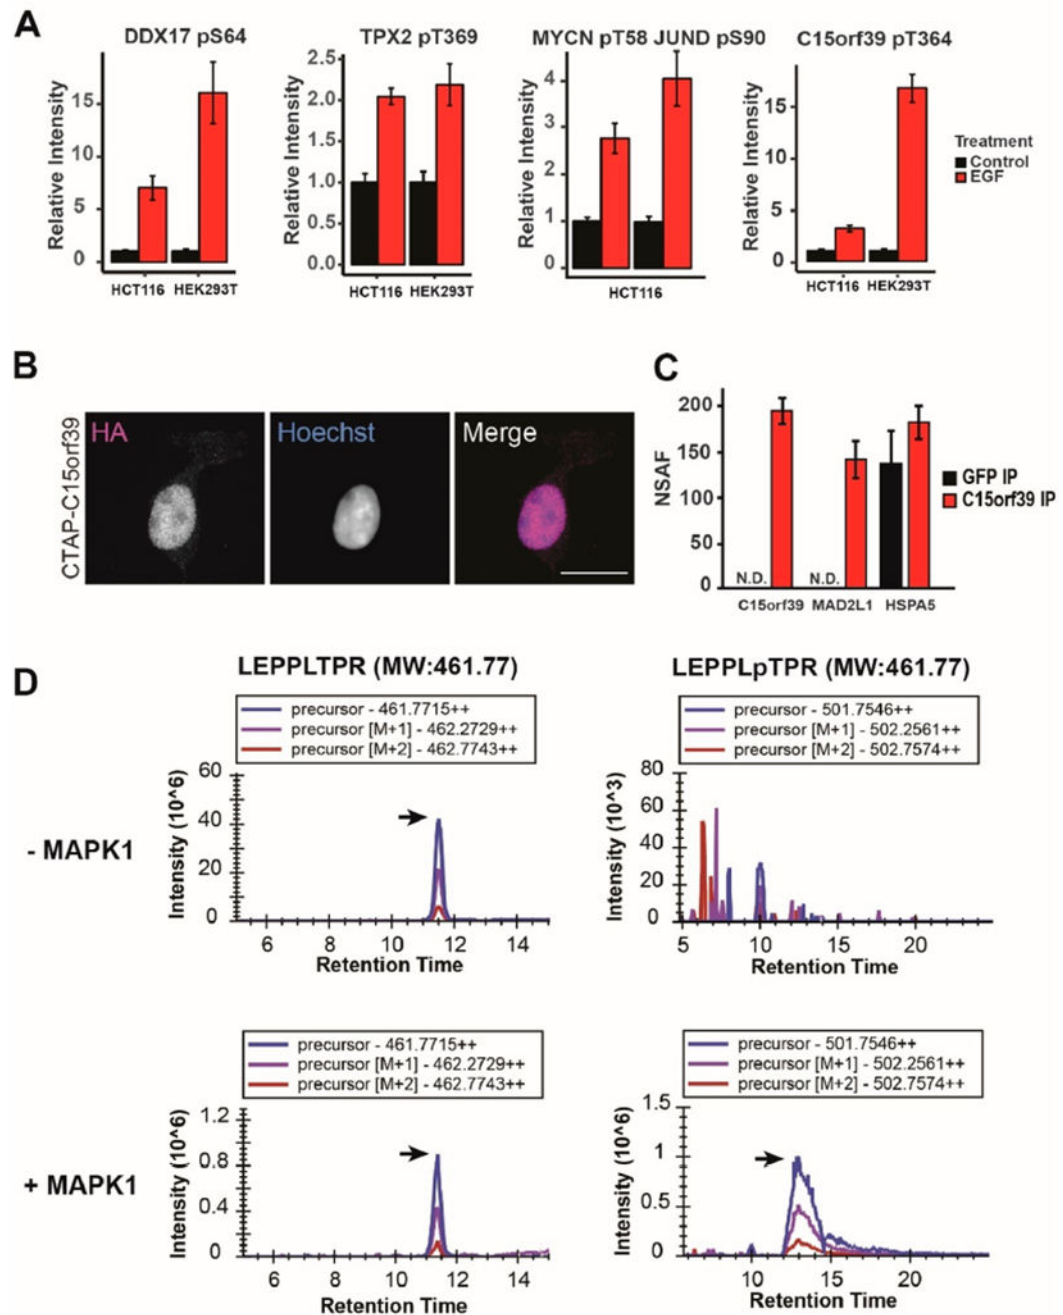 A
DDX17 pS64
Relative Intensity
15
10
5
0
HCT116 HEK293T
TPX2 pT369
Relative Intensity
2.5
2.0
1.5
1.0
0.5
0.0
HCT116 HEK293T
MYCN pT58 JUND pS90
Relative Intensity
4
3
2
1
0
HCT116
C15orf39 pT364
Relative Intensity
15
10
5
0
HCT116 HEK293T
Treatment
Control
EGF
B
CTAP-C15orf39
HA
Hoechst
Merge
C
NSAF
200
150
100
50
0
N.D.
N.D.
C15orf39 MAD2L1 HSPA5
GFP IP
C15orf39 IP
D
LEPPLTPR (MW:461.77)
LEPPLpTPR (MW:461.77)
- MAPK1
precursor - 461.7715++
precursor [M+1] - 462.2729++
precursor [M+2] - 462.7743++
Intensity (10^6)
60
40
20
0
6 8 10 12 14
Retention Time
precursor - 501.7546++
precursor [M+1] - 502.2561++
precursor [M+2] - 502.7574++
Intensity (10^3)
80
60
40
20
0
5 10 15 20
Retention Time
+ MAPK1
precursor - 461.7715++
precursor [M+1] - 462.2729++
precursor [M+2] - 462.7743++
Intensity (10^6)
1.2
0.8
0.4
0
6 8 10 12 14
Retention Time
precursor - 501.7546++
precursor [M+1] - 502.2561++
precursor [M+2] - 502.7574++
Intensity (10^6)
1.5
1
0.5
0
10 15 20
Retention Time